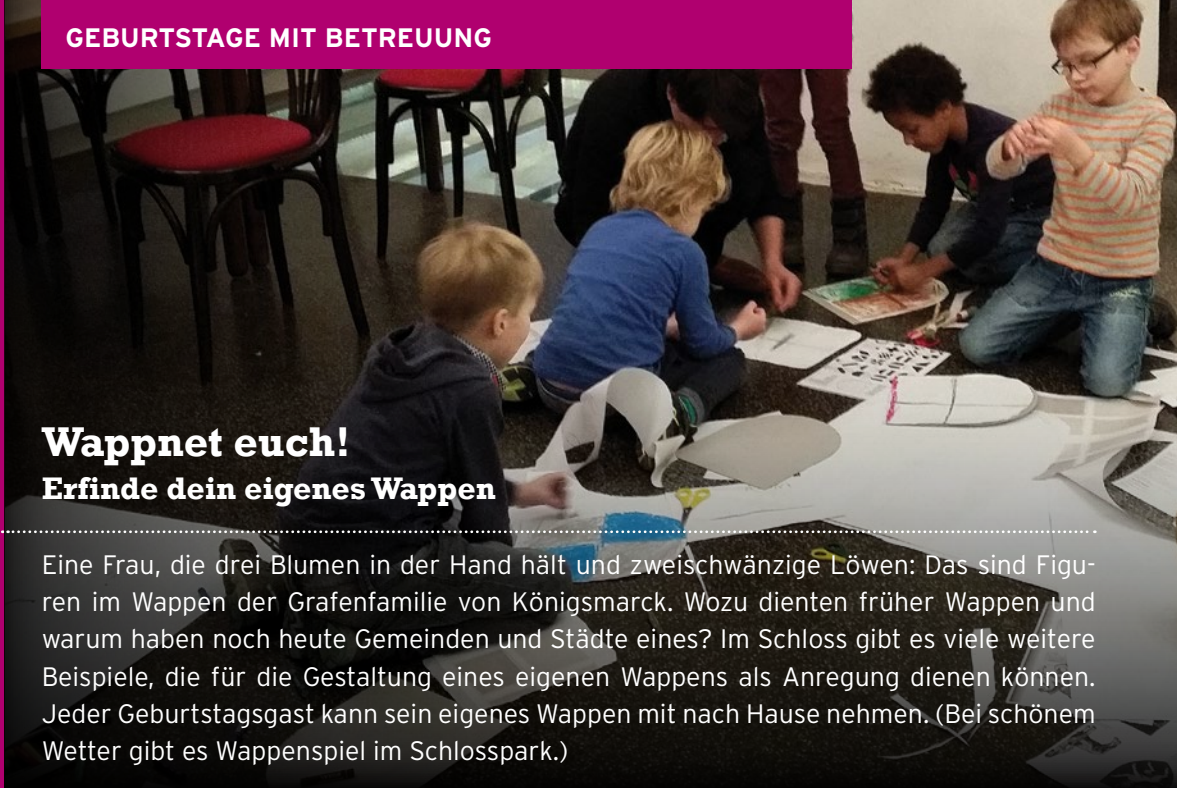 GEBURTSTAGE MIT BETREUUNG
Wappnet euch!
Erfinde dein eigenes Wappen
Eine Frau, die drei Blumen in der Hand hält und zweischwänzige Löwen: Das sind Figu-
ren im Wappen der Grafenfamilie von Königsmarck. Wozu dienten früher Wappen und
warum haben noch heute Gemeinden und Städte eines? Im Schloss gibt es viele weitere
Beispiele, die für die Gestaltung eines eigenen Wappens als Anregung dienen können.
Jeder Geburtstagsgast kann sein eigenes Wappen mit nach Hause nehmen. (Bei schönem
Wetter gibt es Wappenspiel im Schlosspark.)